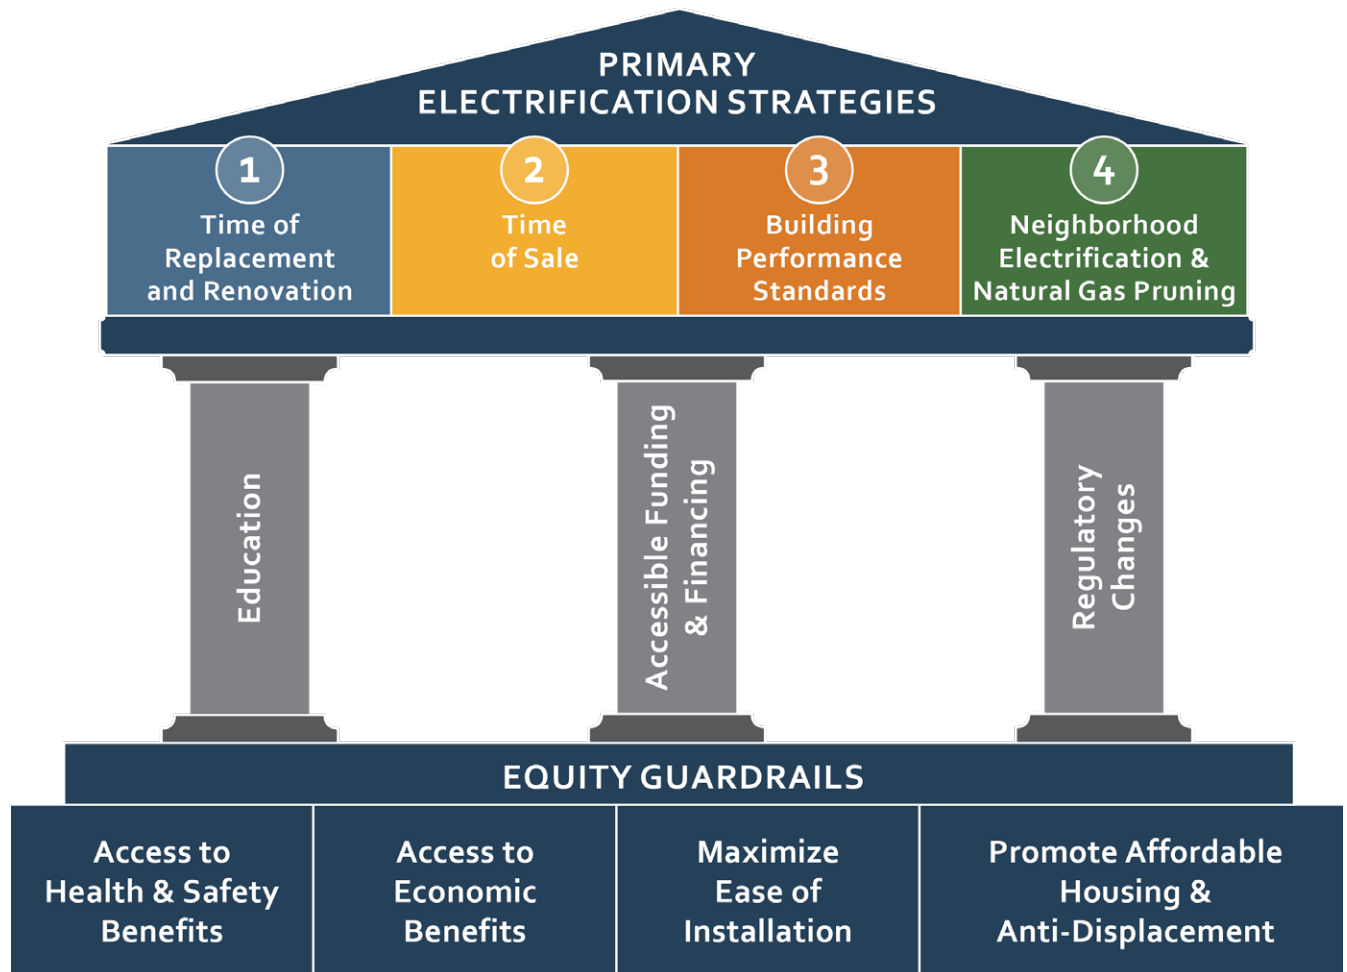 PRIMARY
ELECTRIFICATION STRATEGIES
1
Time of
Replacement
and Renovation
2
Time
of Sale
3
Building
Performance
Standards
4
Neighborhood
Electrification &
Natural Gas Pruning
Education
Accessible Funding
& Financing
Regulatory
Changes
EQUITY GUARDRAILS
Access to
Health & Safety
Benefits
Access to
Economic
Benefits
Maximize
Ease of
Installation
Promote Affordable
Housing &
Anti-Displacement